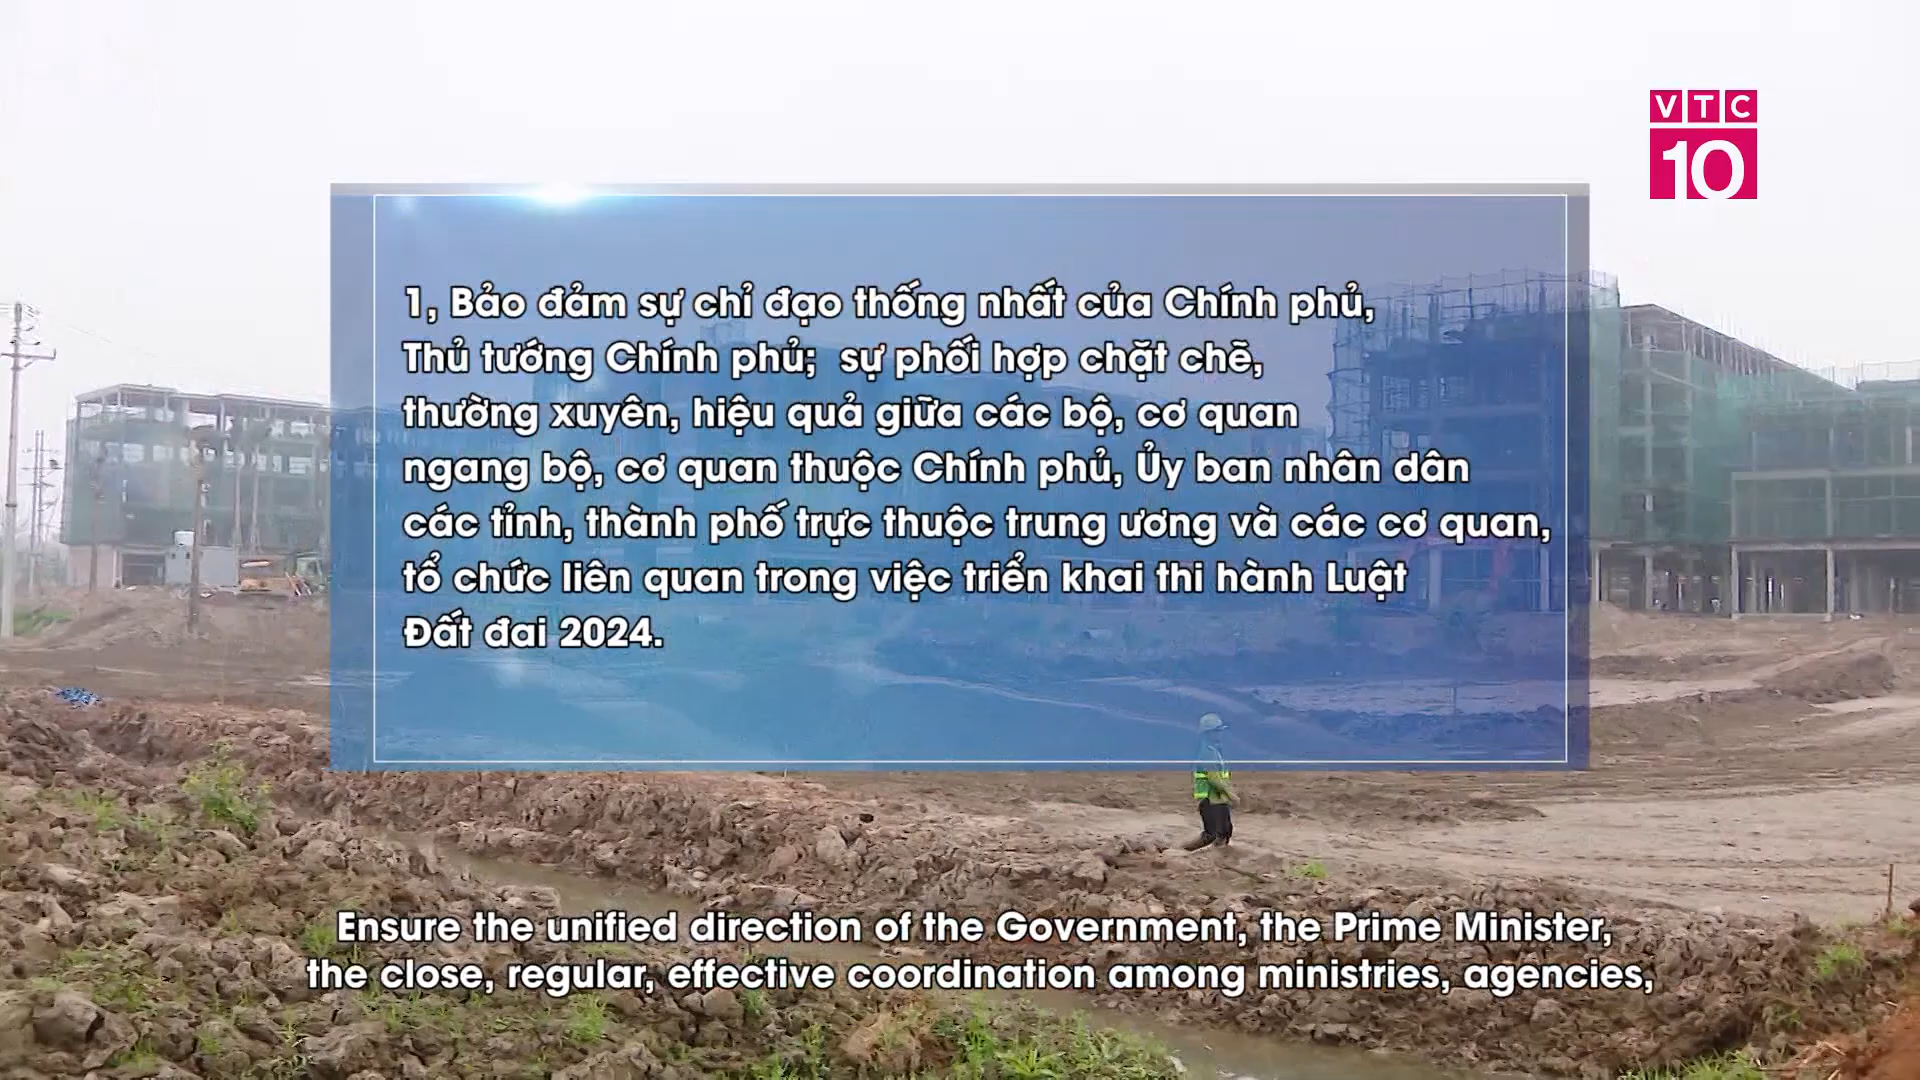 VTC
10
1, Bảo đảm sự chỉ đạo thống nhất của Chính phủ,
Thủ tướng Chính phủ; sự phối hợp chặt chẽ,
thường xuyên, hiệu quả giữa các bộ, cơ quan
ngang bộ, cơ quan thuộc Chính phủ, Ủy ban nhân dân
các tỉnh, thành phố trực thuộc trung ương và các cơ quan,
tổ chức liên quan trong việc triển khai thi hành Luật
Đất đai 2024.
Ensure the unified direction of the Government, the Prime Minister,
the close, regular, effective coordination among ministries, agencies,